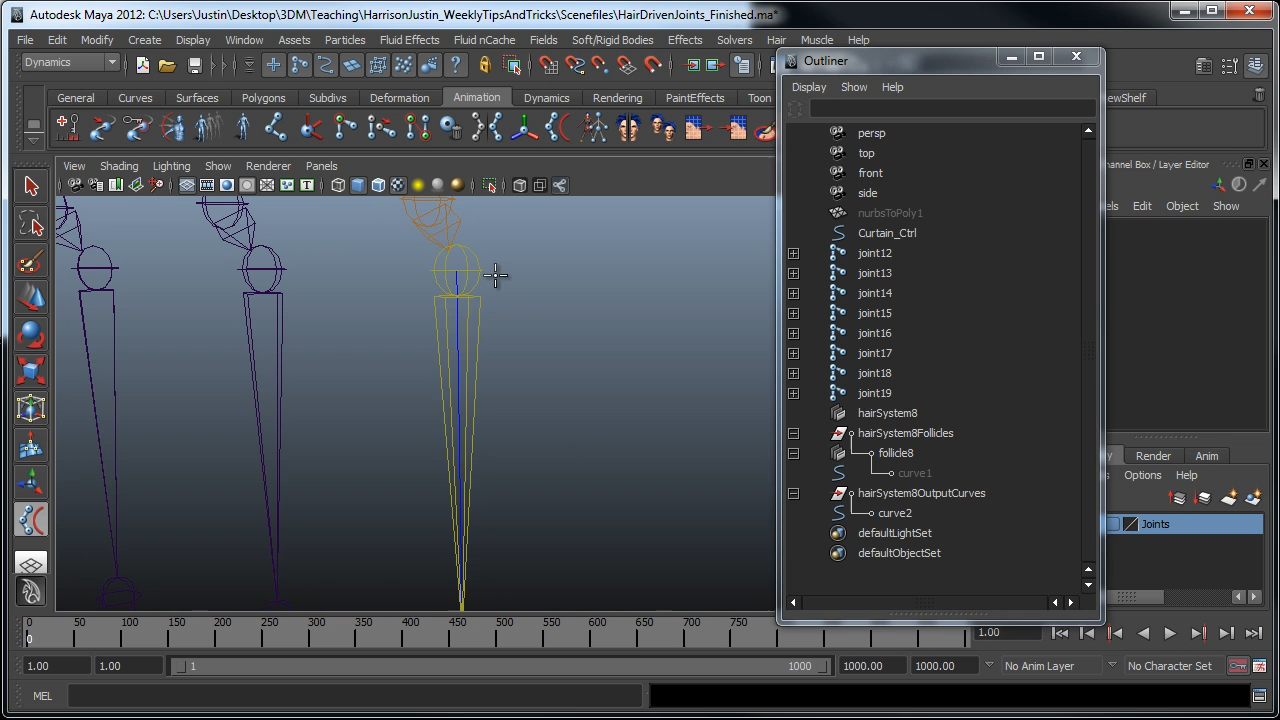 Autodesk Maya 2012: C:\Users\Justin\Desktop\3DM\Teaching\HarrisonJustin_WeeklyTipsAndTricks\Scenefiles\HairDrivenJoints_Finished.ma*
File Edit Modify Create Display Window Assets Particles Fluid Effects Fluid nCache Fields Soft/Rigid Bodies Effects Solvers Hair Muscle Help
Dynamics
General Curves Surfaces Polygons Subdivs Deformation Animation Dynamics Rendering PaintEffects Toon
View Shading Lighting Show Renderer Panels
Outliner
Display Show Help
persp
top
front
side
nurbsToPoly1
Curtain_Ctrl
joint12
joint13
joint14
joint15
joint16
joint17
joint18
joint19
hairSystem8
hairSystem8Follicles
follicle8
curve1
hairSystem8OutputCurves
curve2
defaultLightSet
defaultObjectSet
ewShelf
hannel Box / Layer Editor
els Edit Object Show
y Render Anim
s Options Help
Joints
0 50 100 150 200 250 300 350 400 450 500 550 600 650 700 750
0
1.00
1.00 1.00 1 1000 1000.00 1000.00 No Anim Layer No Character Set
MEL